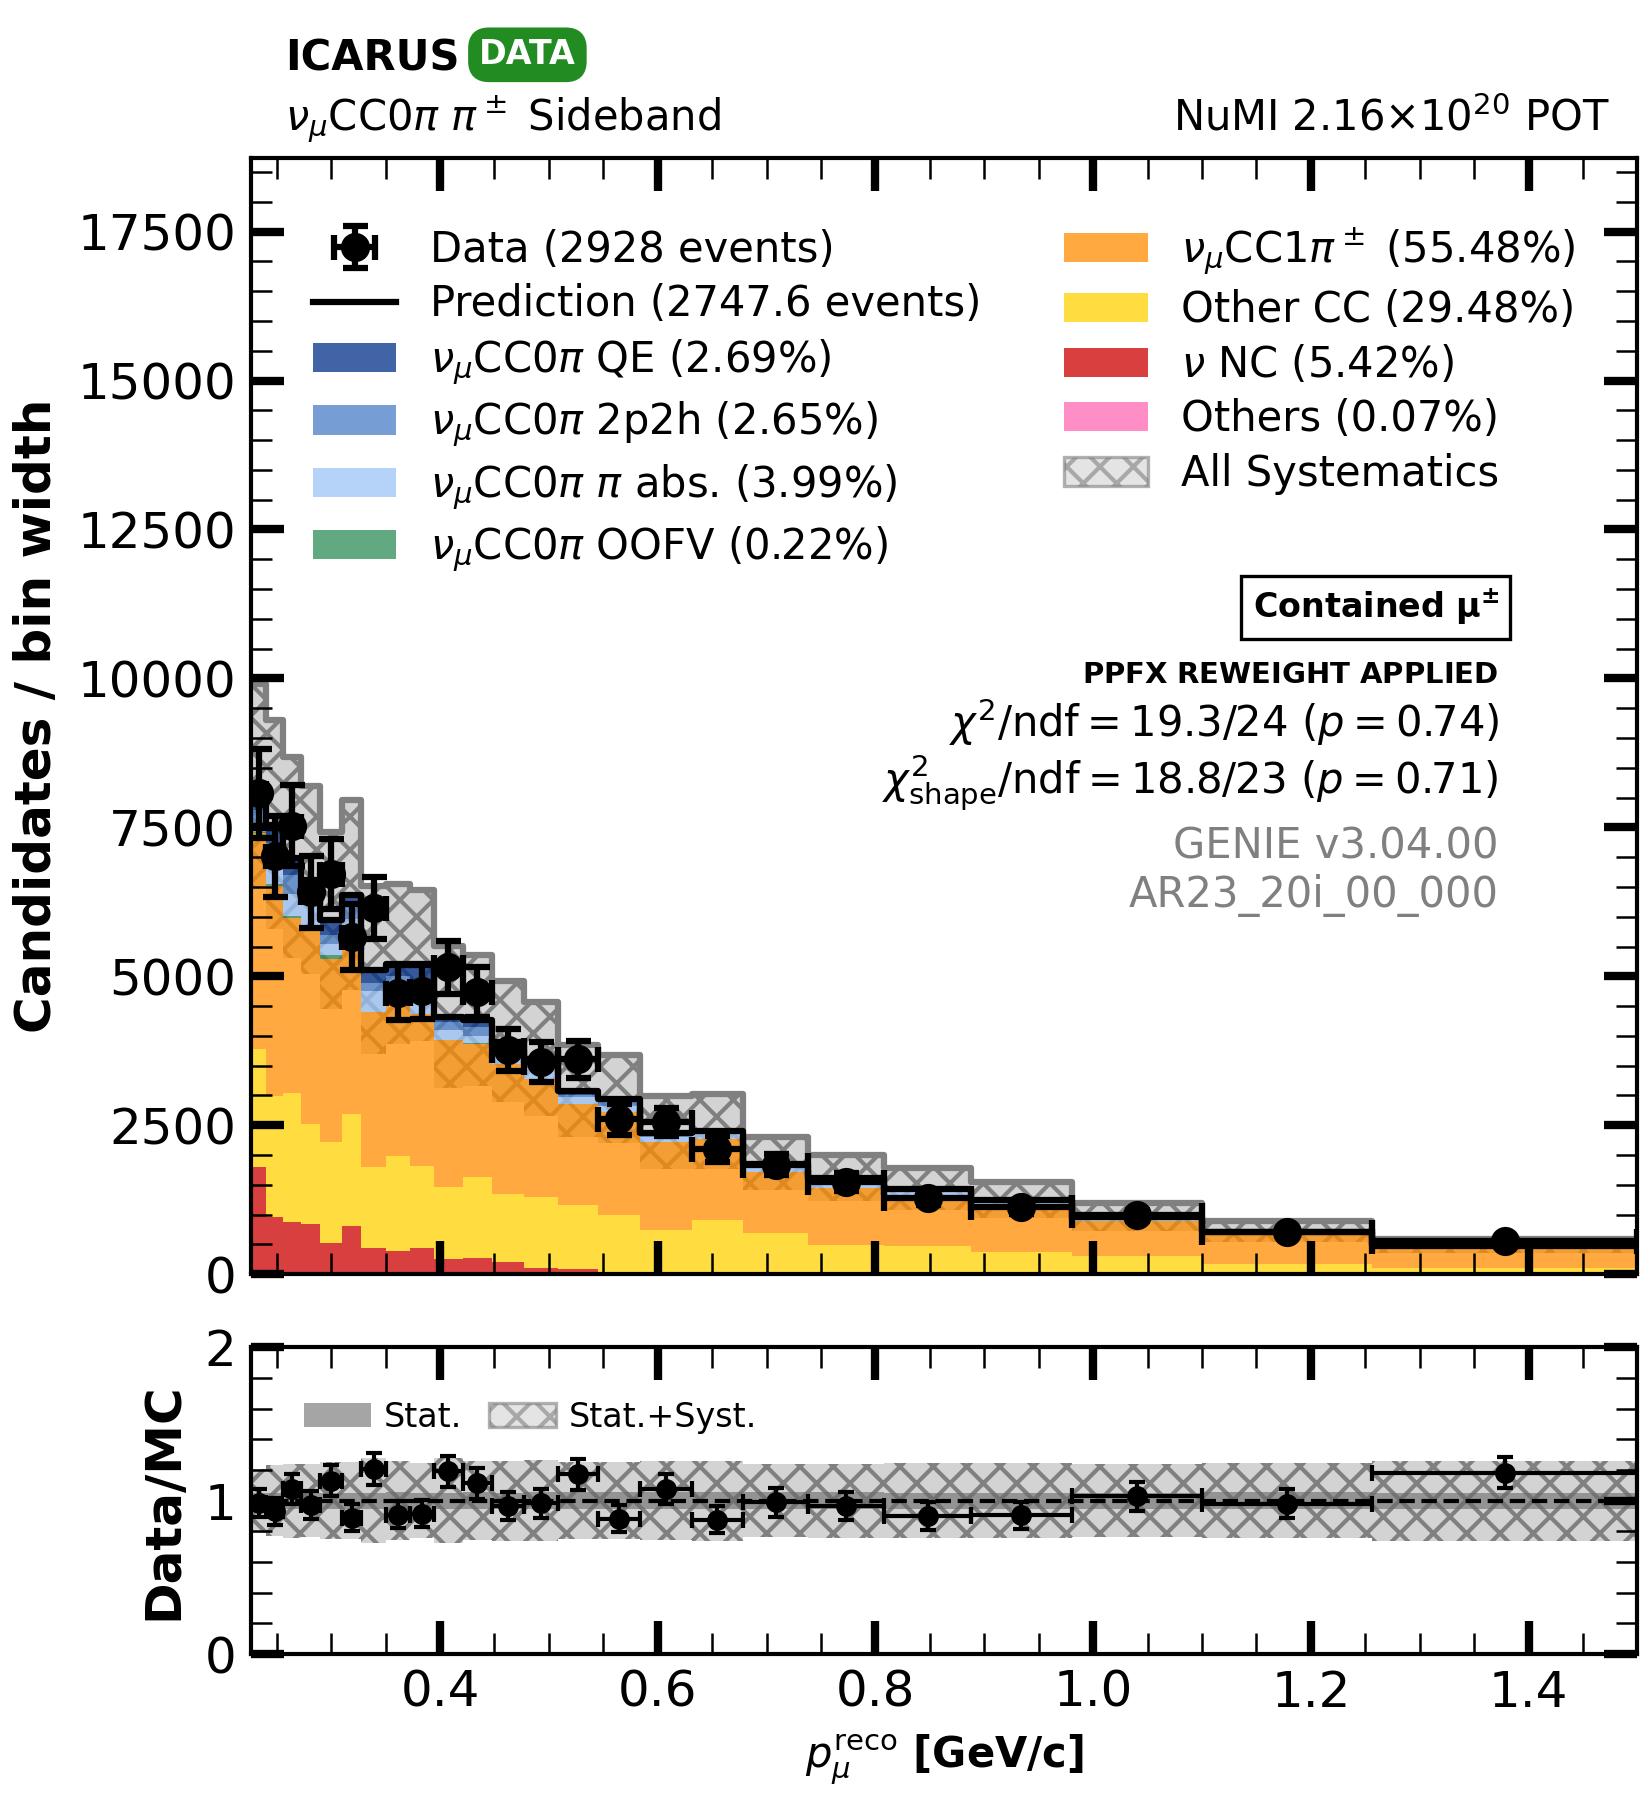 ICARUS DATA
νμCC0π π± Sideband
NuMI 2.16×10²⁰ POT
Candidates / bin width
17500
15000
12500
10000
7500
5000
2500
0
Data (2928 events)
Prediction (2747.6 events)
νμCC0π QE (2.69%)
νμCC0π 2p2h (2.65%)
νμCC0π π abs. (3.99%)
νμCC0π OOFV (0.22%)
νμCC1π± (55.48%)
Other CC (29.48%)
ν NC (5.42%)
Others (0.07%)
All Systematics
Contained μ±
PPFX REWEIGHT APPLIED
χ²/ndf = 19.3/24 (p = 0.74)
χ²shape/ndf = 18.8/23 (p = 0.71)
GENIE v3.04.00
AR23_20i_00_000
Data/MC
2
1
0
Stat.
Stat.+Syst.
0.4 0.6 0.8 1.0 1.2 1.4
pμreco [GeV/c]